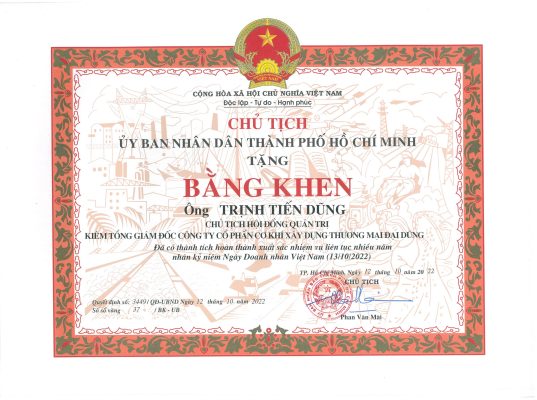 VIỆT NAM
CỘNG HÒA XÃ HỘI CHỦ NGHĨA VIỆT NAM
Độc lập - Tự do - Hạnh phúc
CHỦ TỊCH
ỦY BAN NHÂN DÂN THÀNH PHỐ HỒ CHÍ MINH
TẶNG
BẰNG KHEN
Ông TRỊNH TIẾN DŨNG
CHỦ TỊCH HỘI ĐỒNG QUẢN TRỊ
KIÊM TỔNG GIÁM ĐỐC CÔNG TY CỔ PHẦN CƠ KHÍ XÂY DỰNG THƯƠNG MẠI ĐẠI DŨNG
Đã có thành tích hoàn thành xuất sắc nhiệm vụ liên tục nhiều năm
nhân kỷ niệm Ngày Doanh nhân Việt Nam (13/10/2022)
TP. Hồ Chí Minh, Ngày 12 tháng 10 năm 2022
CHỦ TỊCH
Quyết định số: 3449/QĐ-UBND Ngày 12 tháng 10 năm 2022
Số sổ vàng: 37 / BK - UB
Phan Văn Mãi